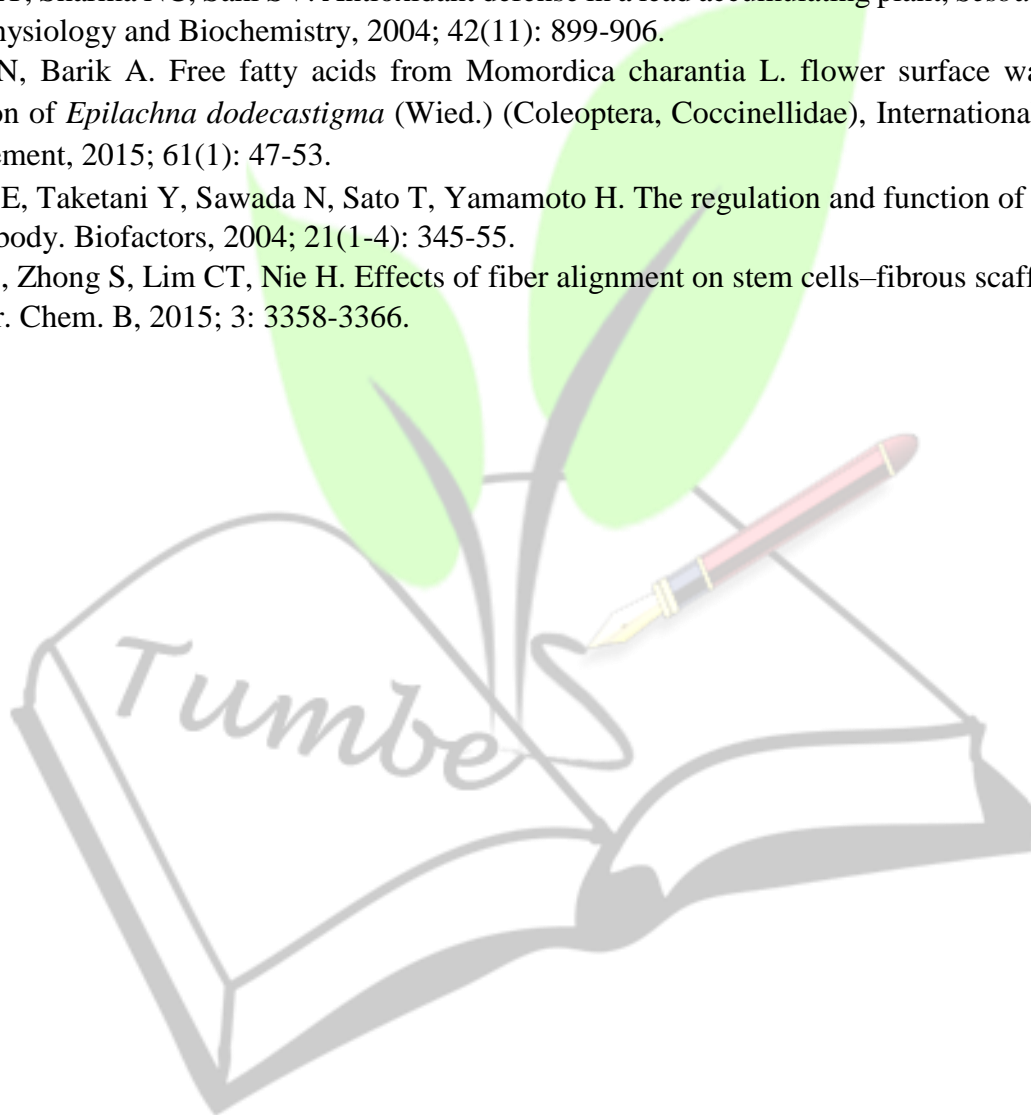 Sharma NC, Sahi SV. Antioxidant defense in a lead accumulating plant,
hysiology and Biochemistry, 2004; 42(11): 899-906.
N, Barik A. Free fatty acids from Momordica charantia L. flower surface wa
on of Epilachna dodecastigma (Wied.) (Coleoptera, Coccinellidae), Internationa
ement, 2015; 61(1): 47-53.
E, Taketani Y, Sawada N, Sato T, Yamamoto H. The regulation and function of
body. Biofactors, 2004; 21(1-4): 345-55.
, Zhong S, Lim CT, Nie H. Effects of fiber alignment on stem cells–fibrous scaff
r. Chem. B, 2015; 3: 3358-3366.
Tumbe